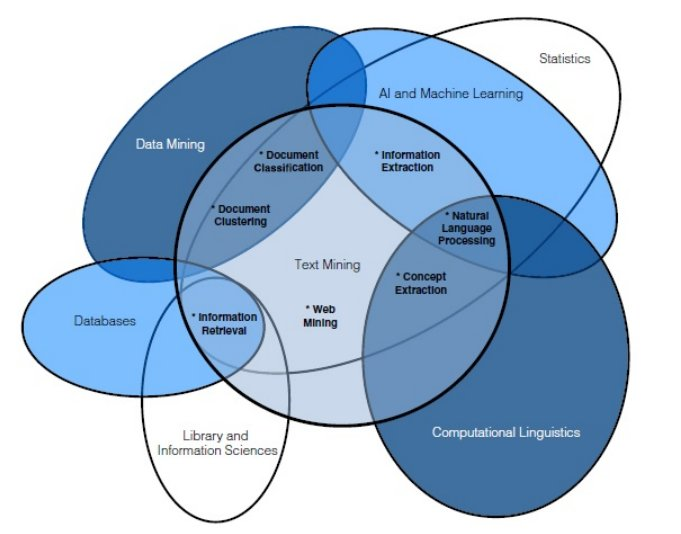 Statistics
AI and Machine Learning
Data Mining
* Document
Classification
* Information
Extraction
* Document
Clustering
* Natural
Language
Processing
Text Mining
* Concept
Extraction
* Web
Mining
Databases
* Information
Retrieval
Library and
Information Sciences
Computational Linguistics